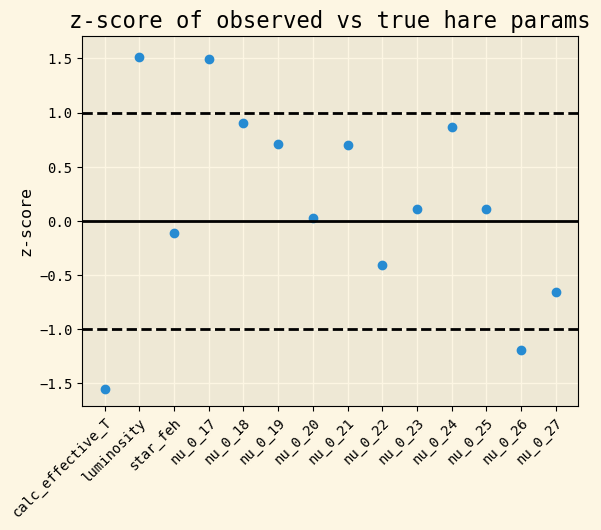 z-score of observed vs true hare params
z-score
1.5
1.0
0.5
0.0
−0.5
−1.0
−1.5
calc_effective_T
luminosity
star_feh
nu_0_17
nu_0_18
nu_0_19
nu_0_20
nu_0_21
nu_0_22
nu_0_23
nu_0_24
nu_0_25
nu_0_26
nu_0_27